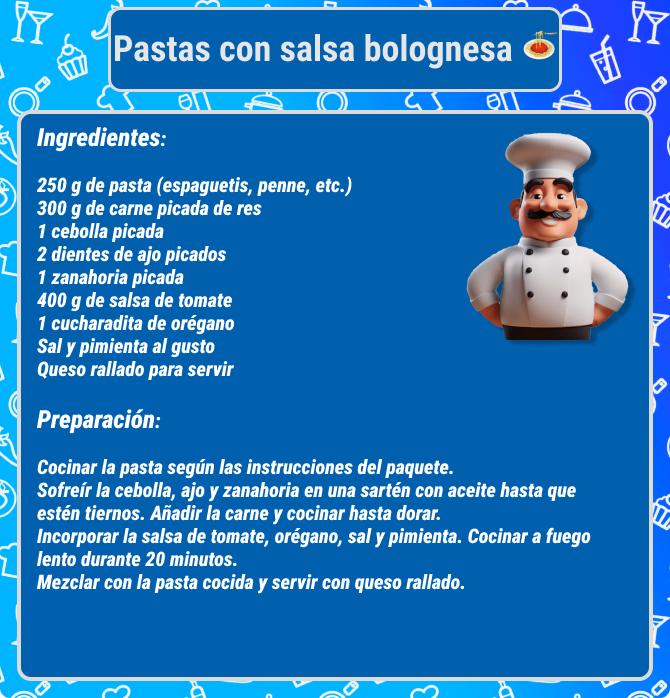 Pastas con salsa bolognesa 🍝
Ingredientes:
250 g de pasta (espaguetis, penne, etc.)
300 g de carne picada de res
1 cebolla picada
2 dientes de ajo picados
1 zanahoria picada
400 g de salsa de tomate
1 cucharadita de orégano
Sal y pimienta al gusto
Queso rallado para servir
Preparación:
Cocinar la pasta según las instrucciones del paquete.
Sofreír la cebolla, ajo y zanahoria en una sartén con aceite hasta que
estén tiernos. Añadir la carne y cocinar hasta dorar.
Incorporar la salsa de tomate, orégano, sal y pimienta. Cocinar a fuego
lento durante 20 minutos.
Mezclar con la pasta cocida y servir con queso rallado.